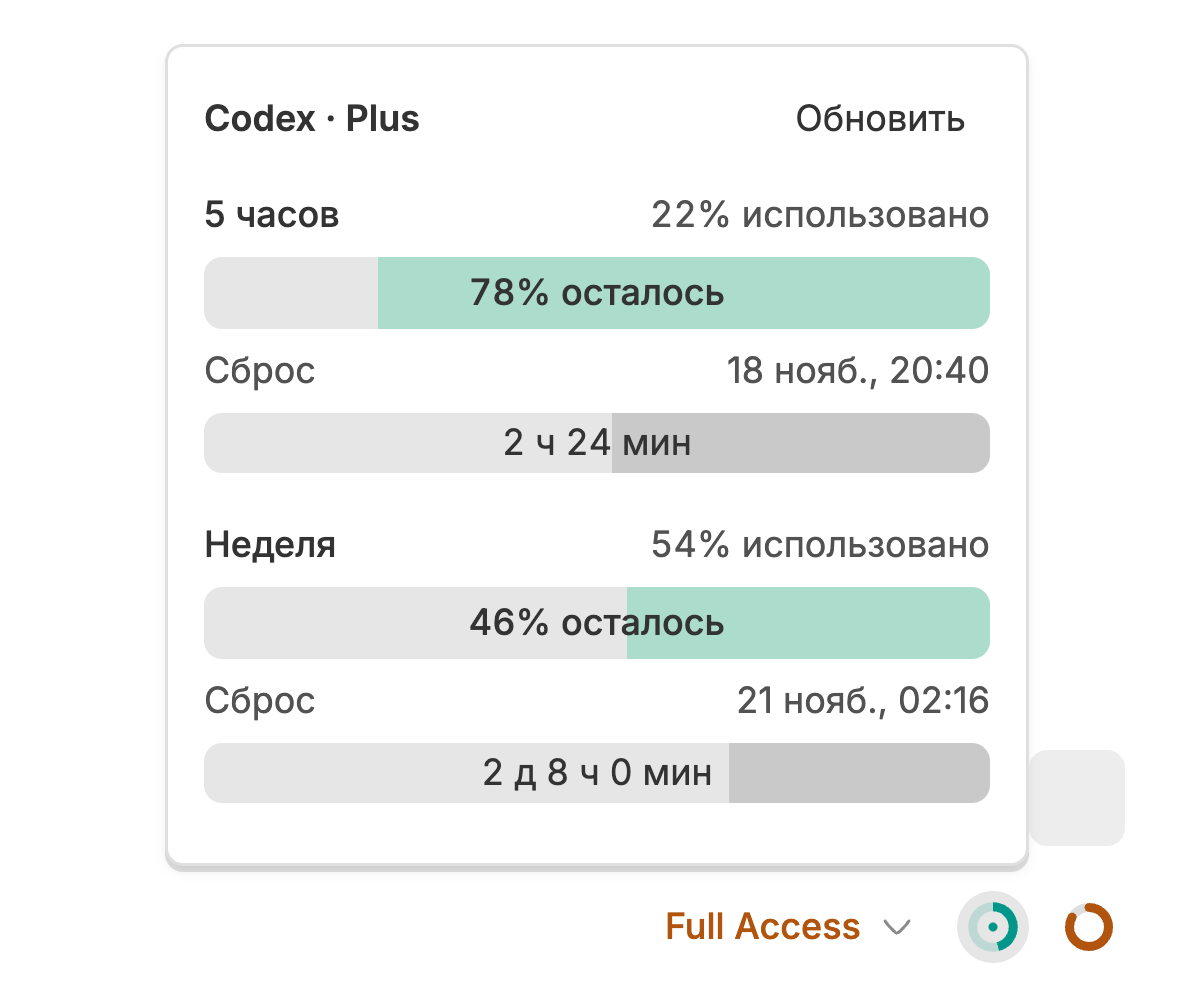 Codex · Plus Обновить
5 часов 22% использовано
78% осталось
Сброс 18 нояб., 20:40
2 ч 24 мин
Неделя 54% использовано
46% осталось
Сброс 21 нояб., 02:16
2 д 8 ч 0 мин
Full Access